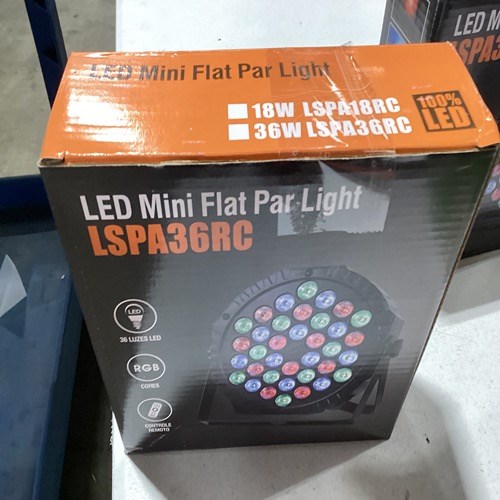 LED Mini Flat Par Light
18W LSPA18RC
36W LSPA36RC
100%
LED
LED Mini Flat Par Light
LSPA36RC
LED
36 LUZES LED
RGB
CORES
CONTROLE
REMOTO
LED M